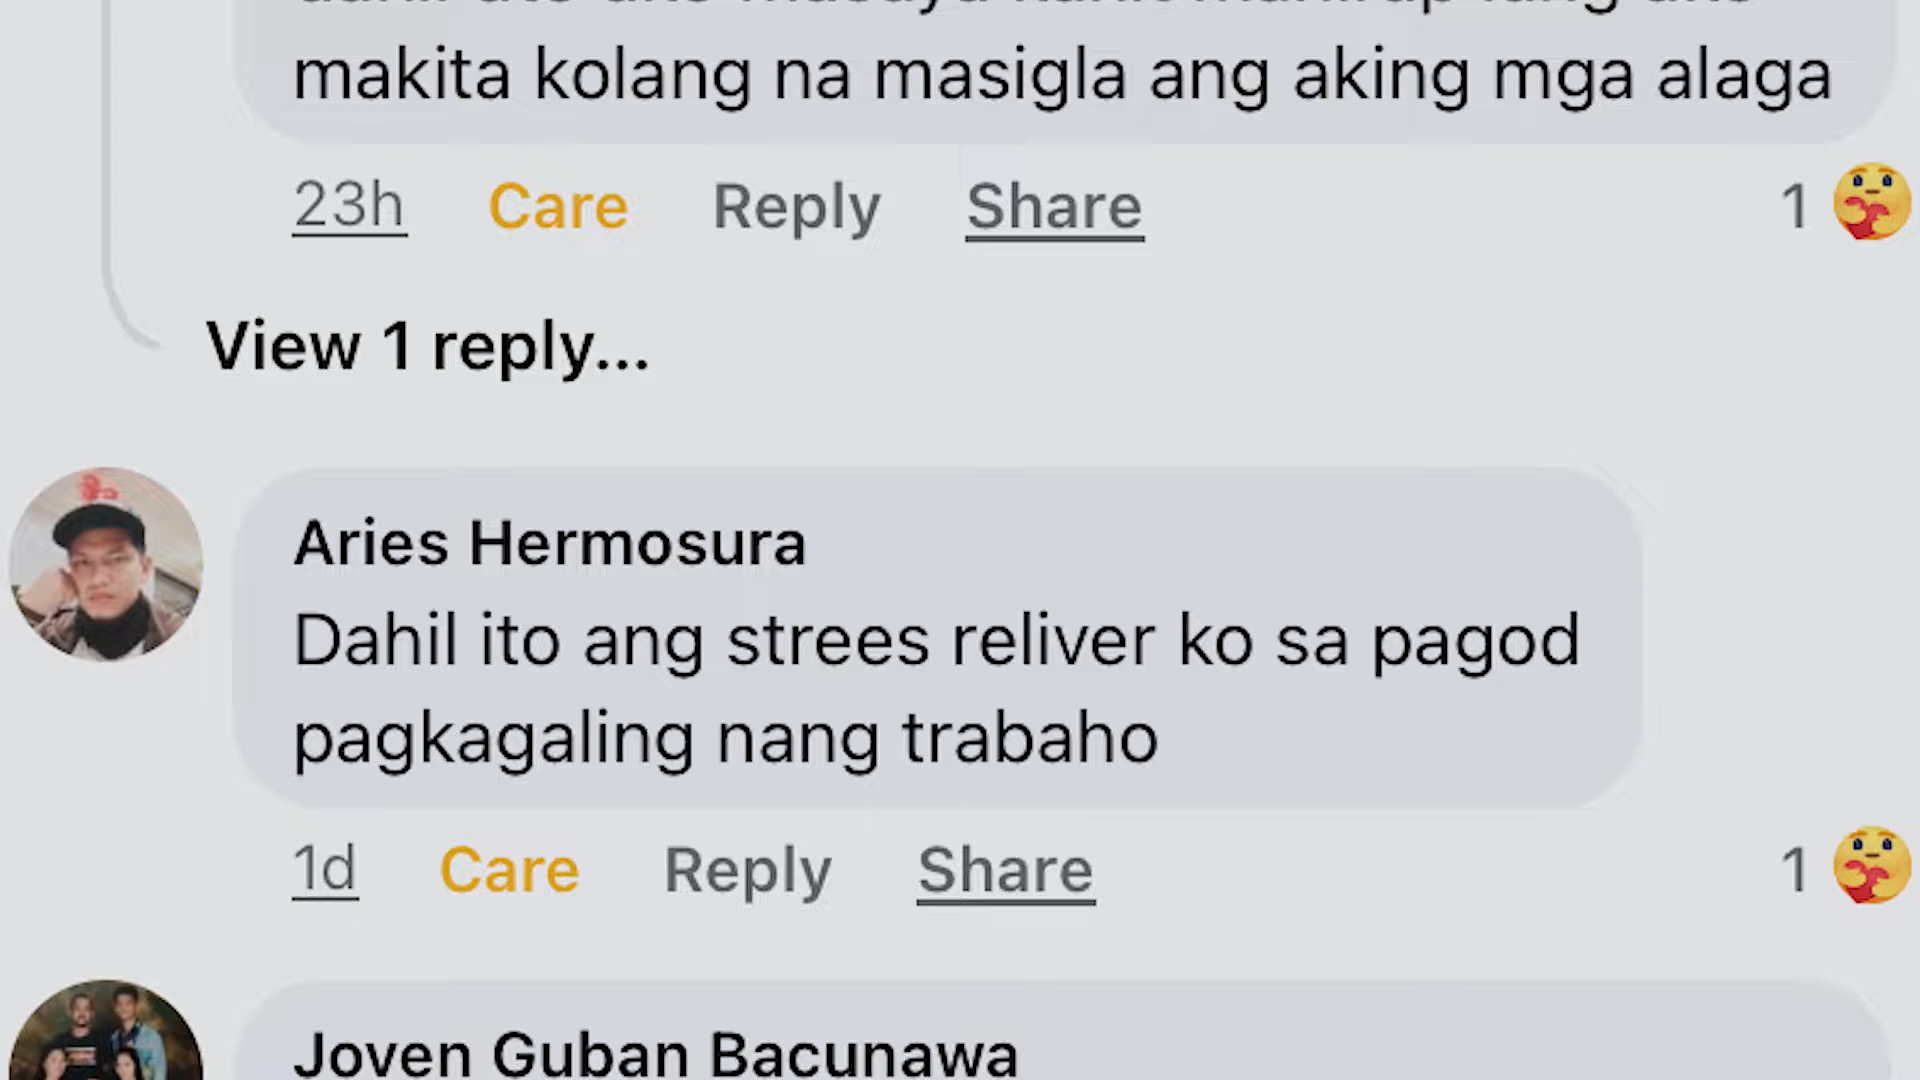 makita kolang na masigla ang aking mga alaga
23h Care Reply Share 1
View 1 reply...
Aries Hermosura
Dahil ito ang strees reliver ko sa pagod
pagkagaling nang trabaho
1d Care Reply Share 1
Joven Guban Bacunawa